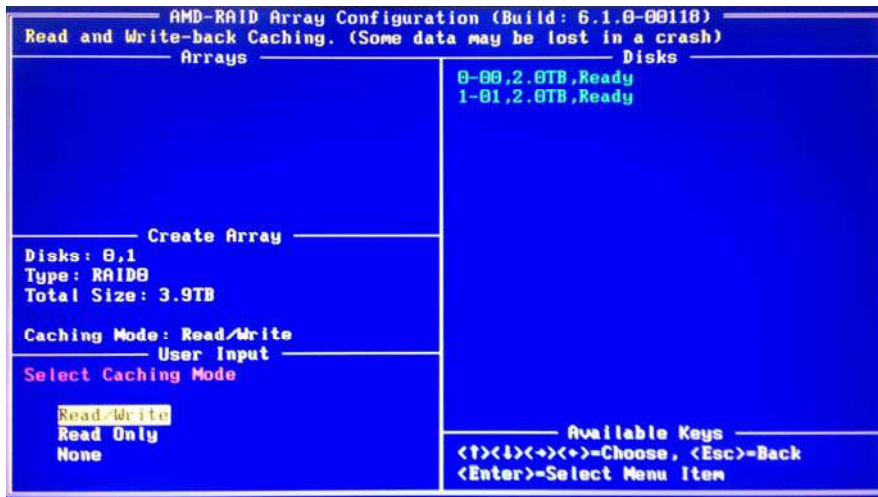 AMD-RAID Array Configuration (Build: 6.1.0-00118)
Read and Write-back Caching. (Some data may be lost in a crash)
Arrays
Disks
0-00,2.0TB,Ready
1-01,2.0TB,Ready
Create Array
Disks: 0,1
Type: RAID0
Total Size: 3.9TB
Caching Mode: Read/Write
User Input
Select Caching Mode
Read/Write
Read Only
None
Available Keys
<↑><↓><→><←>=Choose, <Esc>=Back
<Enter>=Select Menu Item